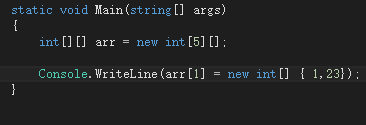 static void Main(string[] args)
{
int[][] arr = new int[5][];
Console.WriteLine(arr[1] = new int[] { 1,23});
}